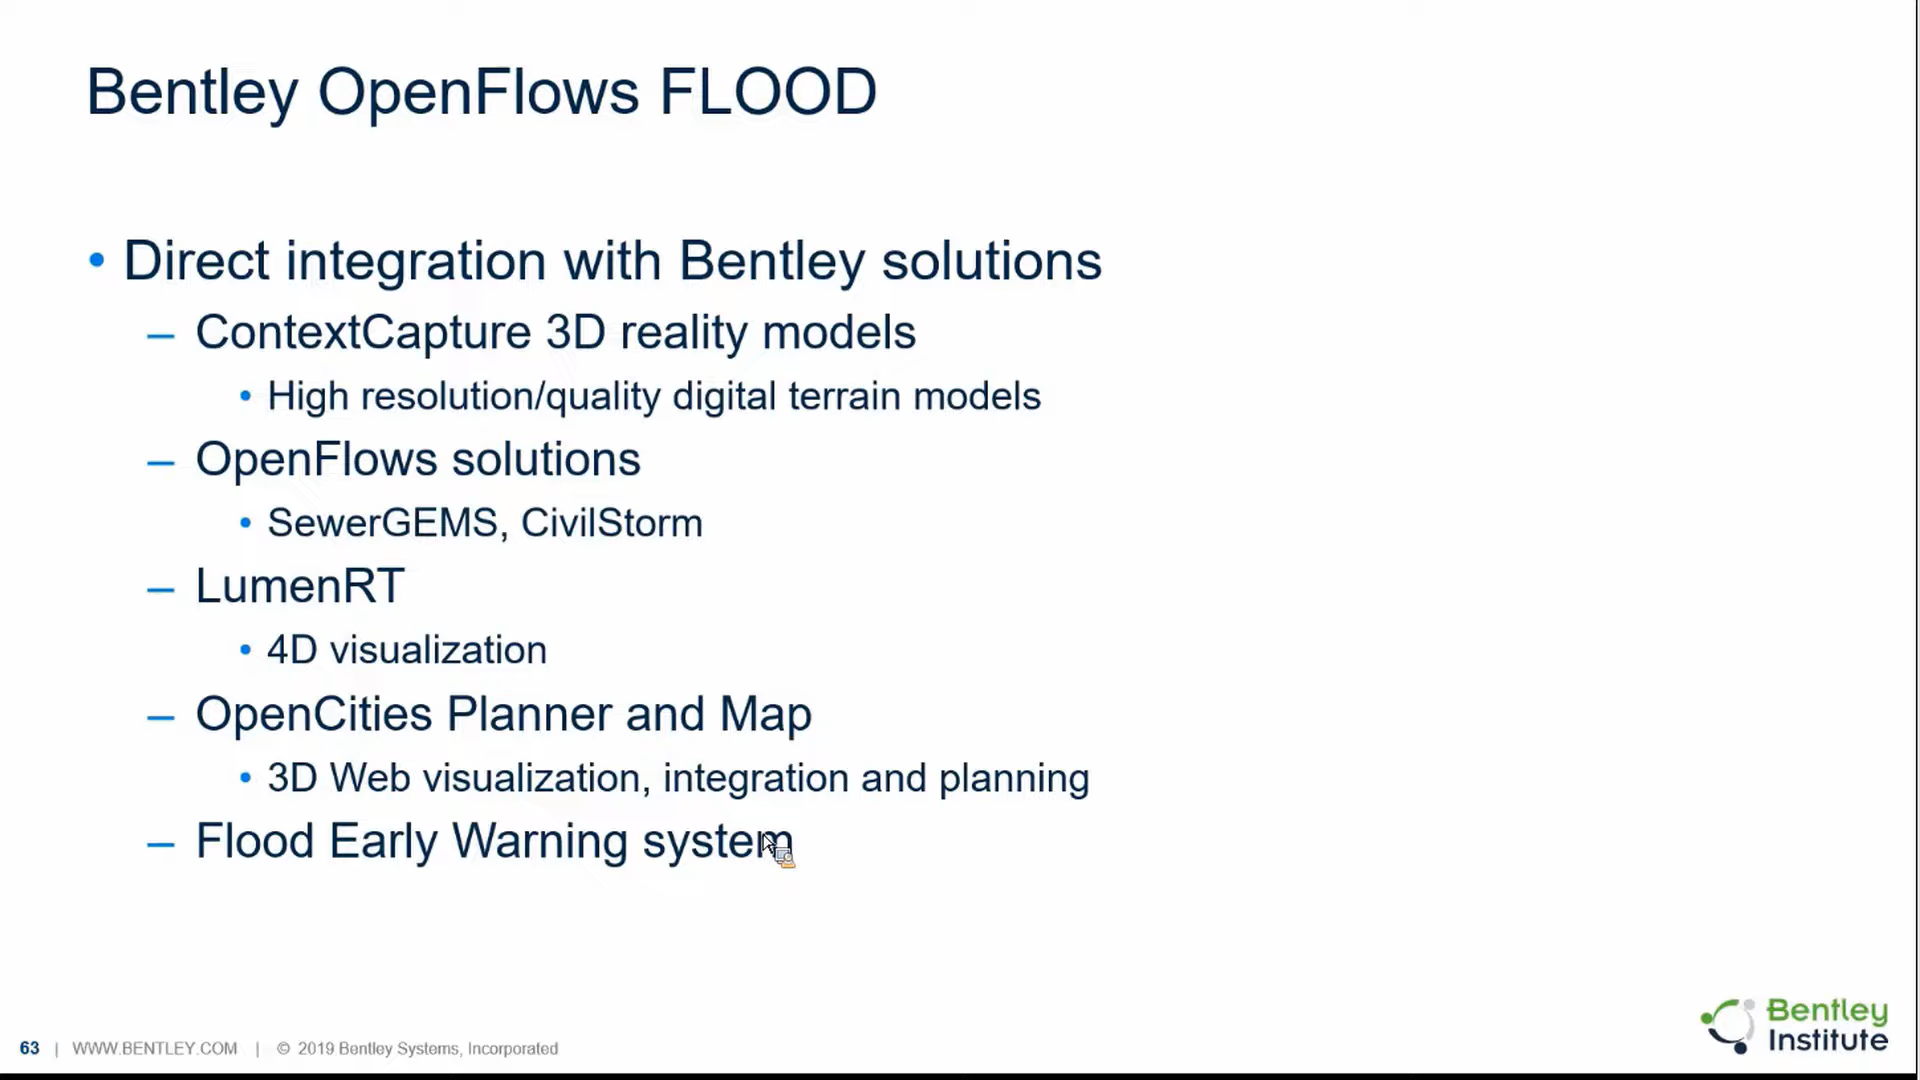 Bentley OpenFlows FLOOD
• Direct integration with Bentley solutions
– ContextCapture 3D reality models
• High resolution/quality digital terrain models
– OpenFlows solutions
• SewerGEMS, CivilStorm
– LumenRT
• 4D visualization
– OpenCities Planner and Map
• 3D Web visualization, integration and planning
– Flood Early Warning system
63 | WWW.BENTLEY.COM | © 2019 Bentley Systems, Incorporated
Bentley
Institute